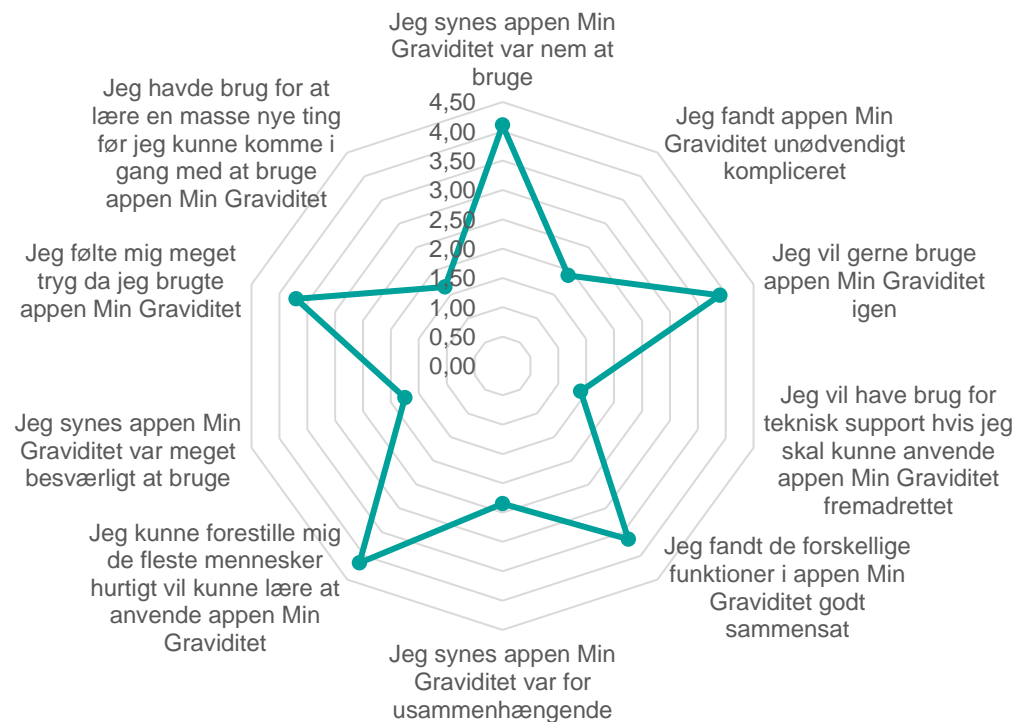 Jeg synes appen Min
Graviditet var nem at
bruge
Jeg fandt appen Min
Graviditet unødvendigt
kompliceret
Jeg vil gerne bruge
appen Min Graviditet
igen
Jeg vil have brug for
teknisk support hvis jeg
skal kunne anvende
appen Min Graviditet
fremadrettet
Jeg fandt de forskellige
funktioner i appen Min
Graviditet godt
sammensat
Jeg synes appen Min
Graviditet var for
usammenhængende
Jeg kunne forestille mig
de fleste mennesker
hurtigt vil kunne lære at
anvende appen Min
Graviditet
Jeg synes appen Min
Graviditet var meget
besværligt at bruge
Jeg følte mig meget
tryg da jeg brugte
appen Min Graviditet
Jeg havde brug for at
lære en masse nye ting
før jeg kunne komme i
gang med at bruge
appen Min Graviditet
4,50
4,00
3,50
3,00
2,50
2,00
1,50
1,00
0,50
0,00